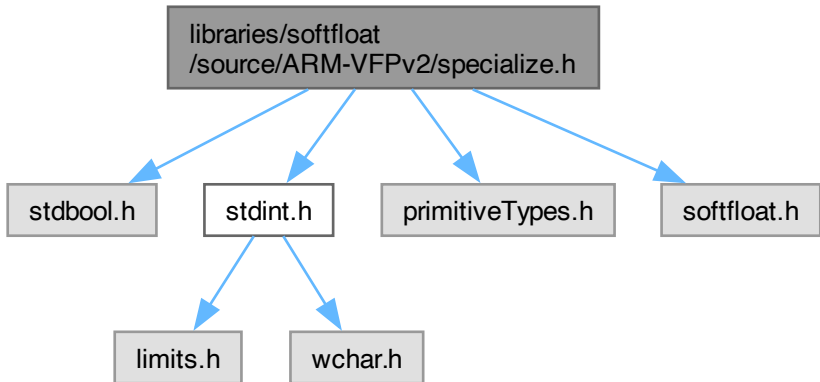 libraries/softfloat
/source/ARM-VFPv2/specialize.h
stdbool.h
stdint.h
primitiveTypes.h
softfloat.h
limits.h
wchar.h